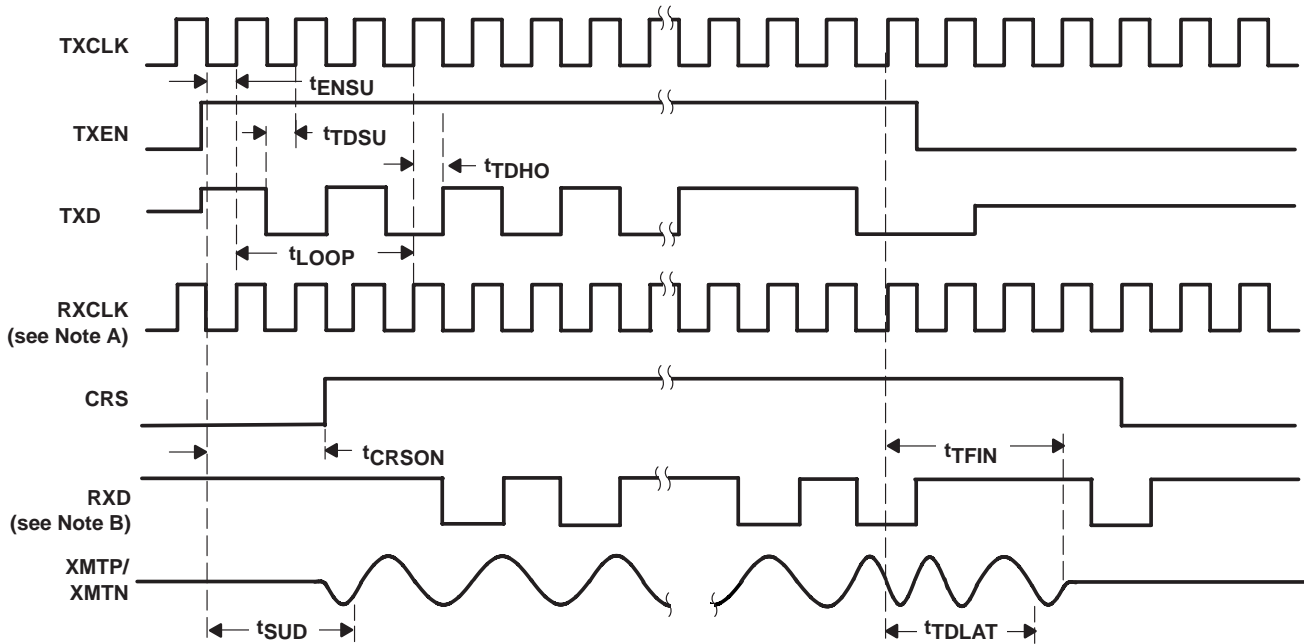 TXCLK
tENSU
TXEN
tTDSU
tTDHO
TXD
tLOOP
RXCLK
(see Note A)
CRS
tCRSON
tTFIN
RXD
(see Note B)
XMTP/
XMTN
tSUD
tTDLAT